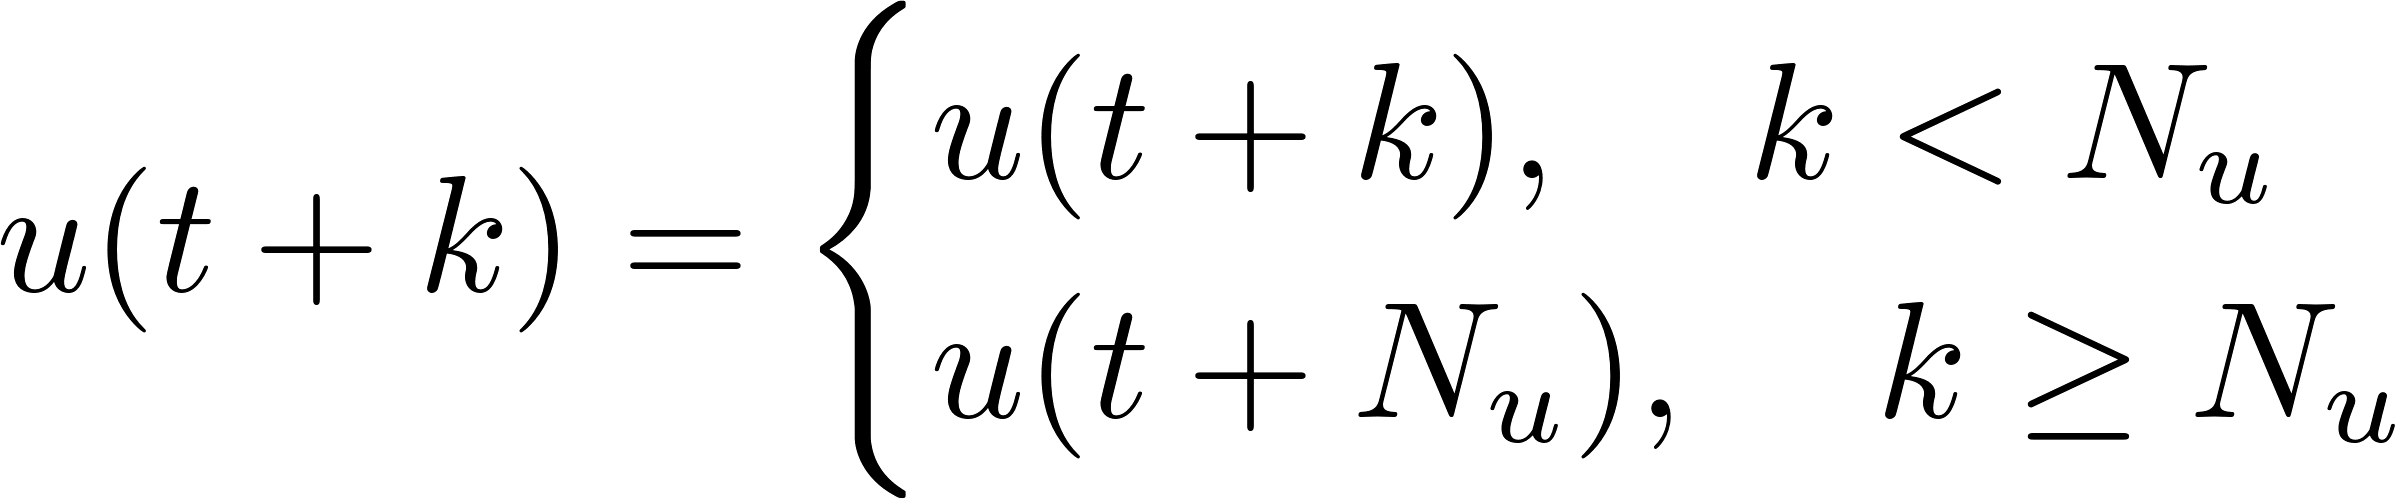 u(t + k) = { u(t + k),   k < N_u
u(t + N_u),   k ≥ N_u